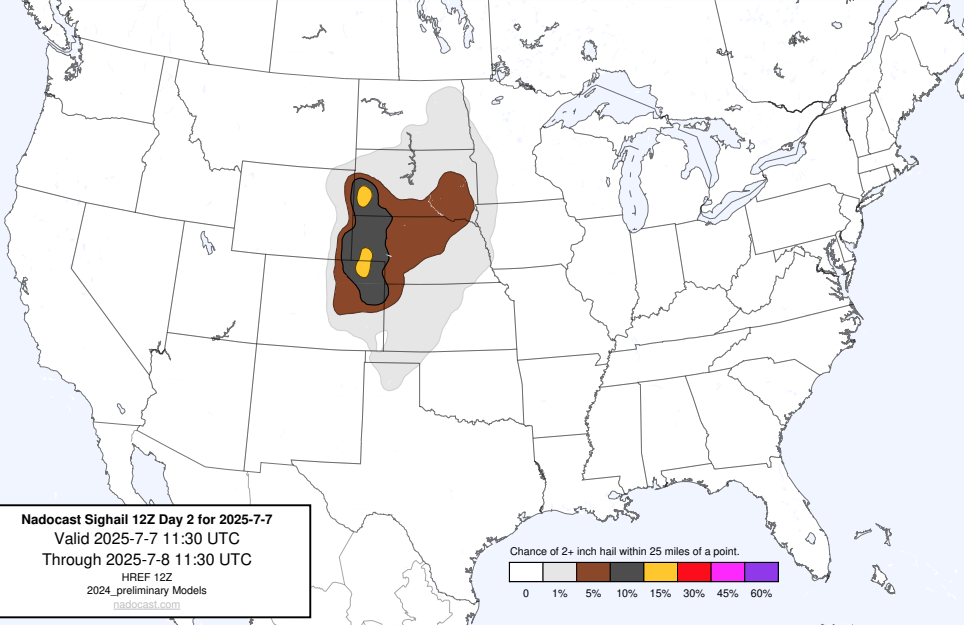 Nadocast Sighail 12Z Day 2 for 2025-7-7
Valid 2025-7-7 11:30 UTC
Through 2025-7-8 11:30 UTC
HREF 12Z
2024_preliminary Models
nadocast.com
Chance of 2+ inch hail within 25 miles of a point.
0 1% 5% 10% 15% 30% 45% 60%